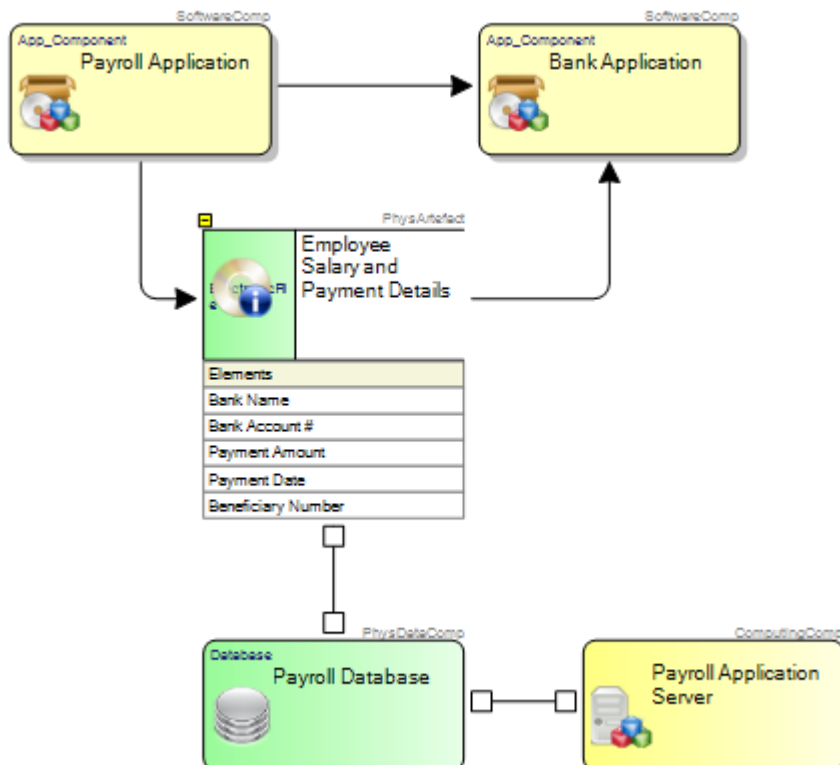 SoftwareComp
SoftwareComp
App_Component
Payroll Application
App_Component
Bank Application
PhysArtefact
Employee
Salary and
Payment Details
Elements
Bank Name
Bank Account #
Payment Amount
Payment Date
Beneficiary Number
PhysDataComp
ComputingComp
Database
Payroll Database
Payroll Application
Server